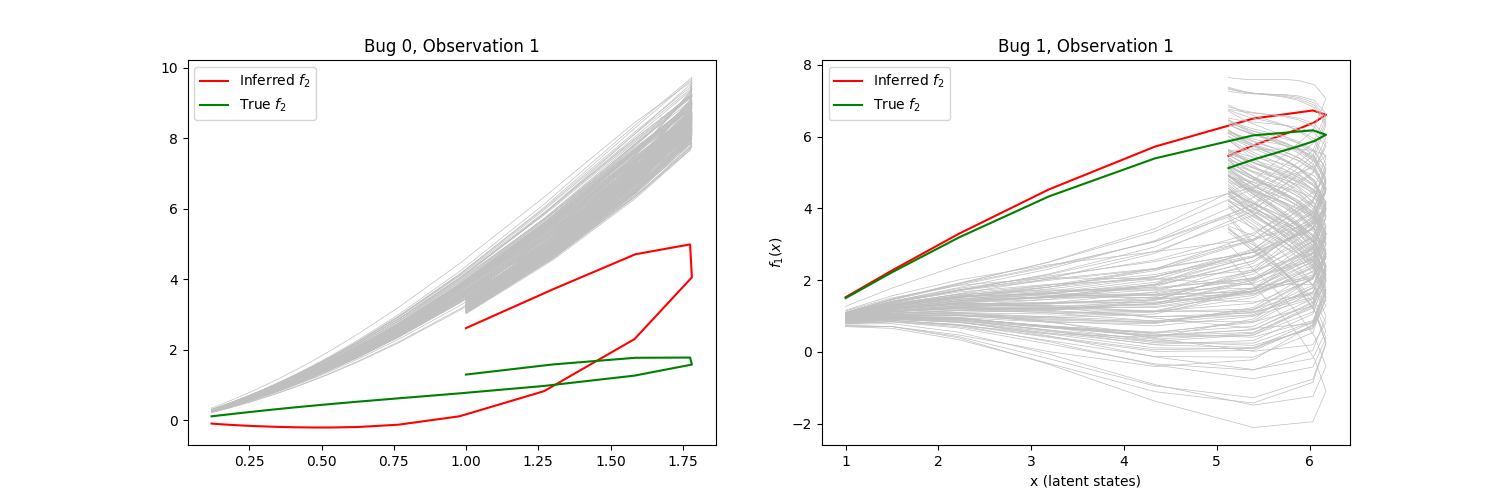 Bug 0, Observation 1
Inferred f₂
True f₂
10
8
6
4
2
0
0.25 0.50 0.75 1.00 1.25 1.50 1.75
Bug 1, Observation 1
Inferred f₂
True f₂
8
6
4
2
0
−2
f₁(x)
1 2 3 4 5 6
x (latent states)